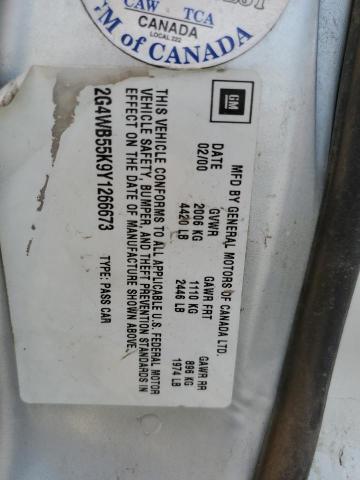 CAW TCA
CANADA
LOCAL 222
GM of CANADA
GM
MFD BY GENERAL MOTORS OF CANADA LTD.
DATE GVWR GAWR FRT GAWR RR
02/00 2006 KG 1110 KG 896 KG
4420 LB 2446 LB 1974 LB
THIS VEHICLE CONFORMS TO ALL APPLICABLE U.S. FEDERAL MOTOR
VEHICLE SAFETY, BUMPER, AND THEFT PREVENTION STANDARDS IN
EFFECT ON THE DATE OF MANUFACTURE SHOWN ABOVE.
2G4WB55K9Y1266673 TYPE: PASS CAR